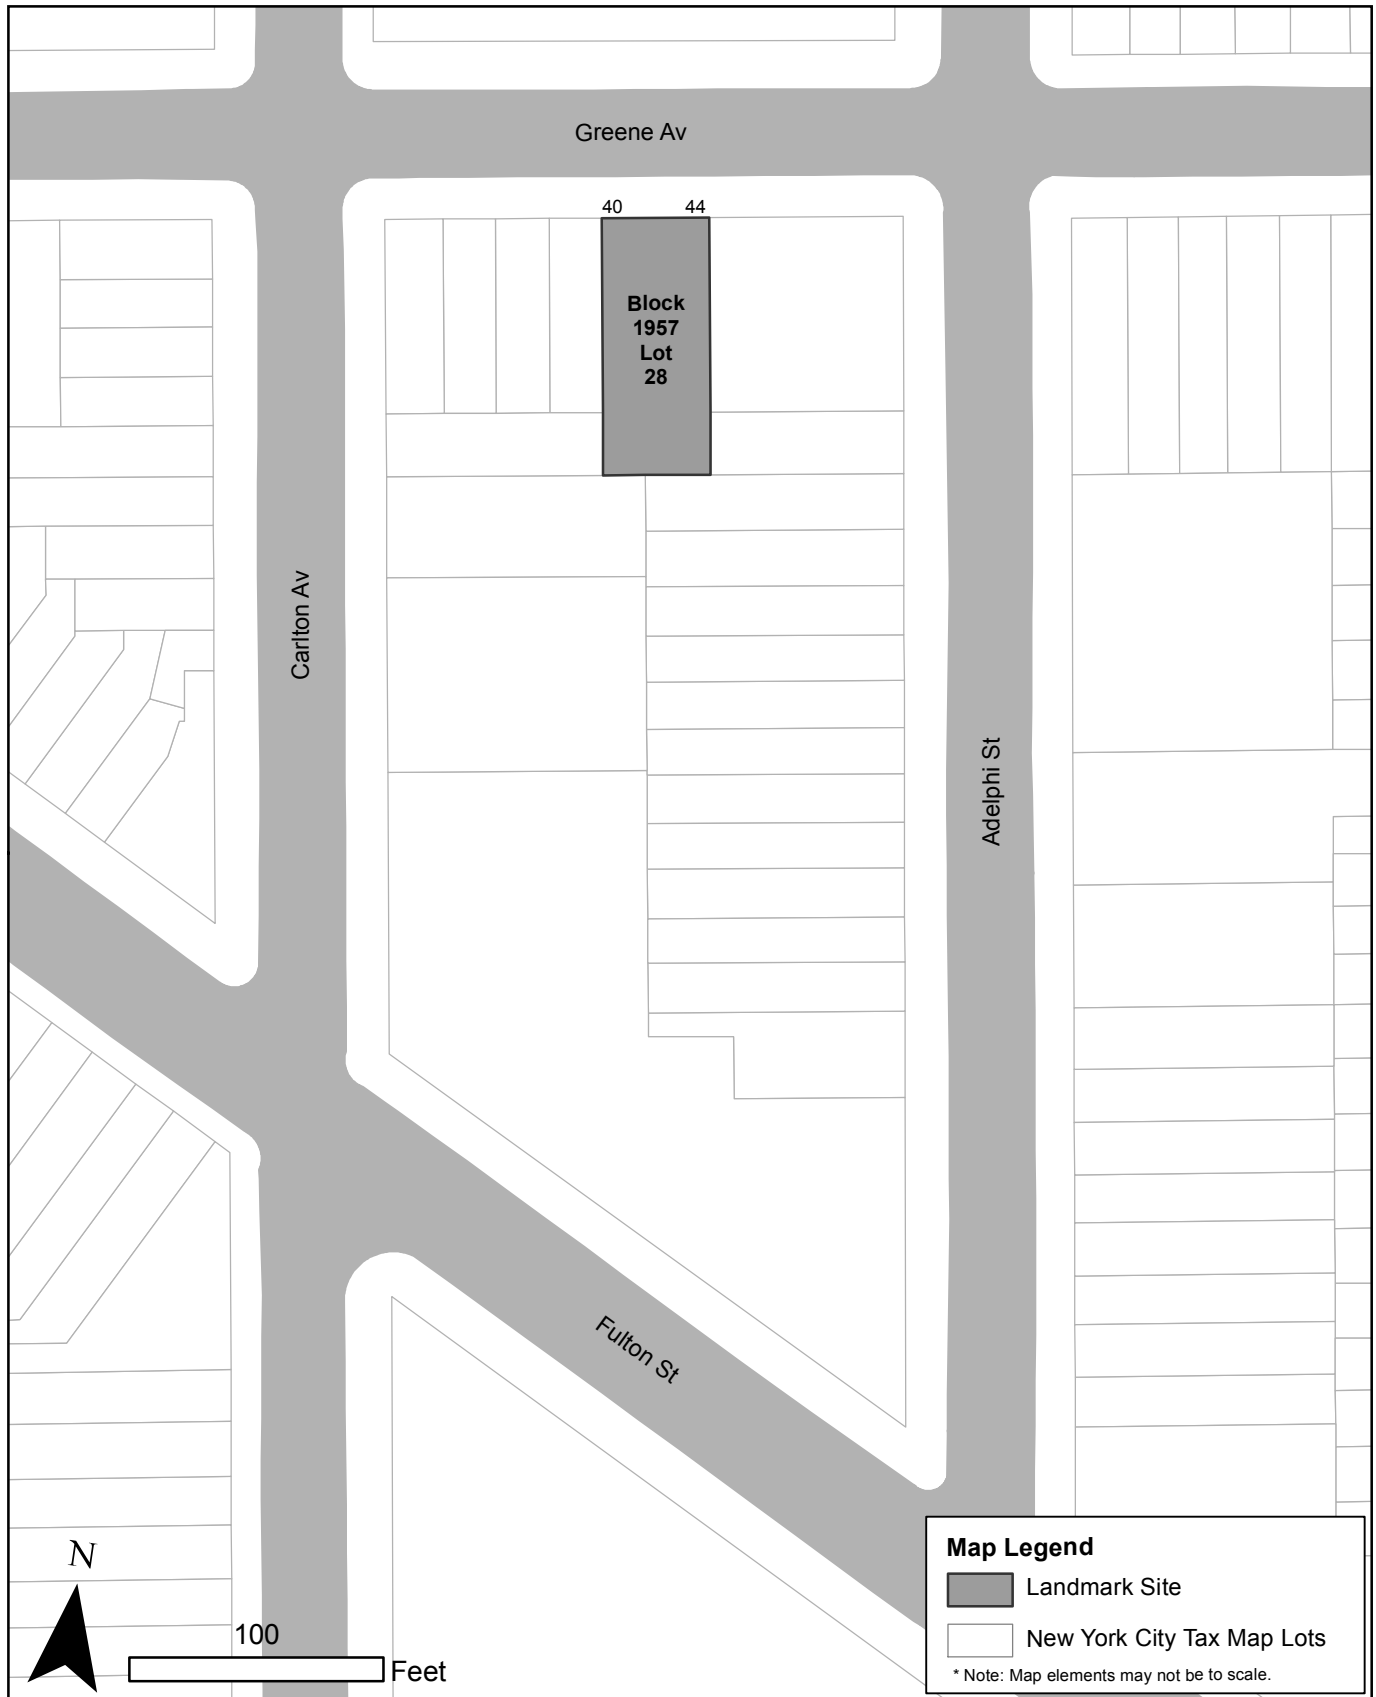 Greene Av
40 44
Block
1957
Lot
28
Carlton Av
Adelphi St
Fulton St
N
100
Feet
Map Legend
Landmark Site
New York City Tax Map Lots
* Note: Map elements may not be to scale.